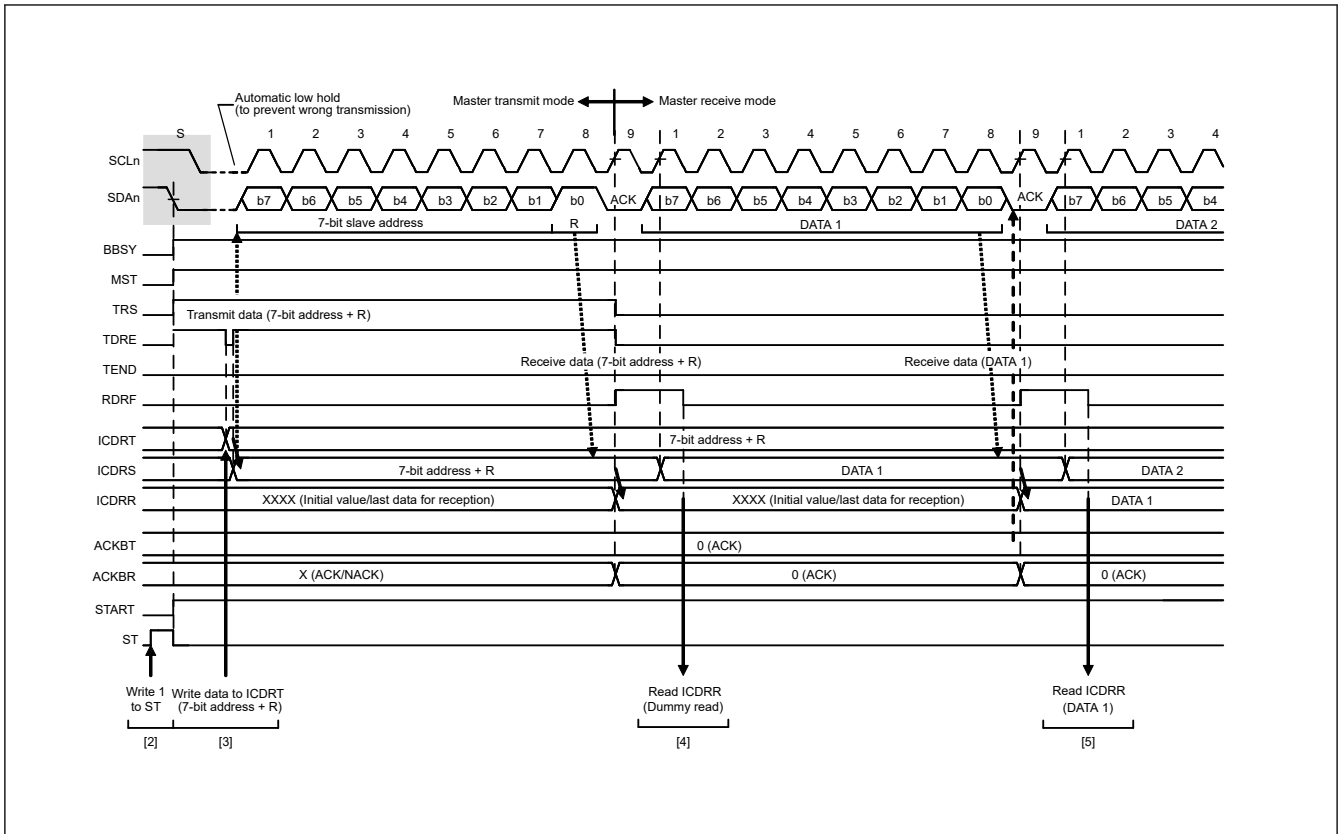 Automatic low hold
(to prevent wrong transmission)
Master transmit mode
Master receive mode
S 1 2 3 4 5 6 7 8 9 1 2 3 4 5 6 7 8 9 1 2 3 4
SCLn
SDAn b7 b6 b5 b4 b3 b2 b1 b0 ACK b7 b6 b5 b4 b3 b2 b1 b0 ACK b7 b6 b5 b4
7-bit slave address R DATA 1 DATA 2
BBSY
MST
TRS
Transmit data (7-bit address + R)
TDRE
Receive data (7-bit address + R) Receive data (DATA 1)
TEND
RDRF
ICDRT 7-bit address + R
ICDRS 7-bit address + R DATA 1 DATA 2
ICDRR XXXX (Initial value/last data for reception) XXXX (Initial value/last data for reception) DATA 1
ACKBT 0 (ACK)
ACKBR X (ACK/NACK) 0 (ACK) 0 (ACK)
START
ST
Write 1
to ST
Write data to ICDRT
(7-bit address + R)
Read ICDRR
(Dummy read)
Read ICDRR
(DATA 1)
[2] [3] [4] [5]